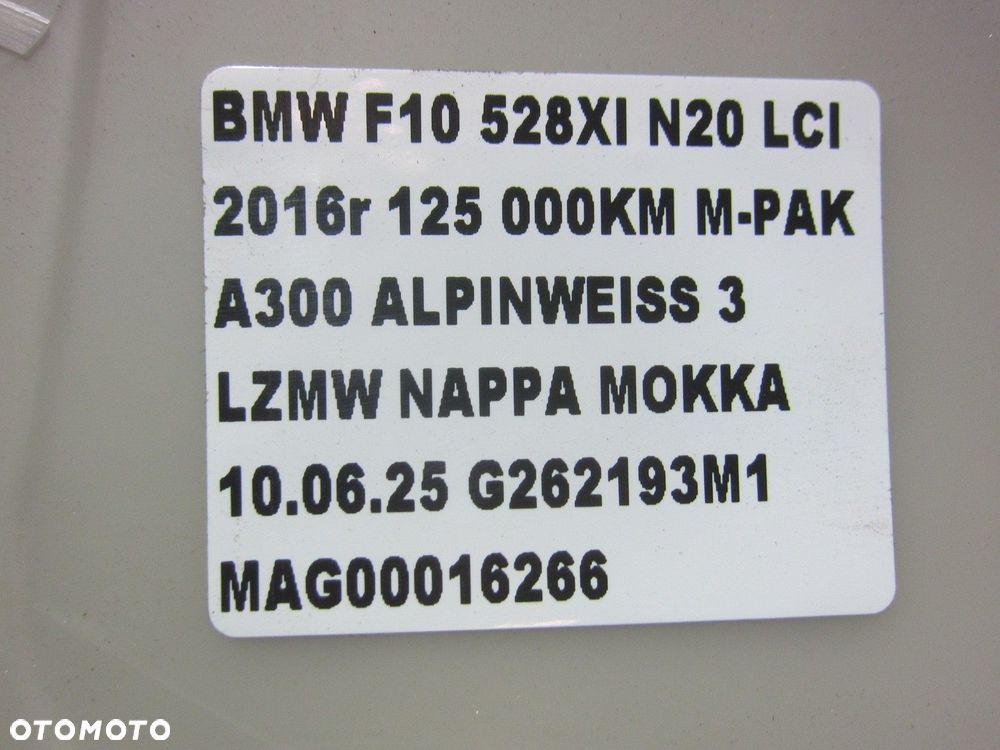 BMW F10 528XI N20 LCI
2016r 125 000KM M-PAK
A300 ALPINWEISS 3
LZMW NAPPA MOKKA
10.06.25 G262193M1
MAG00016266
OTOMOTO